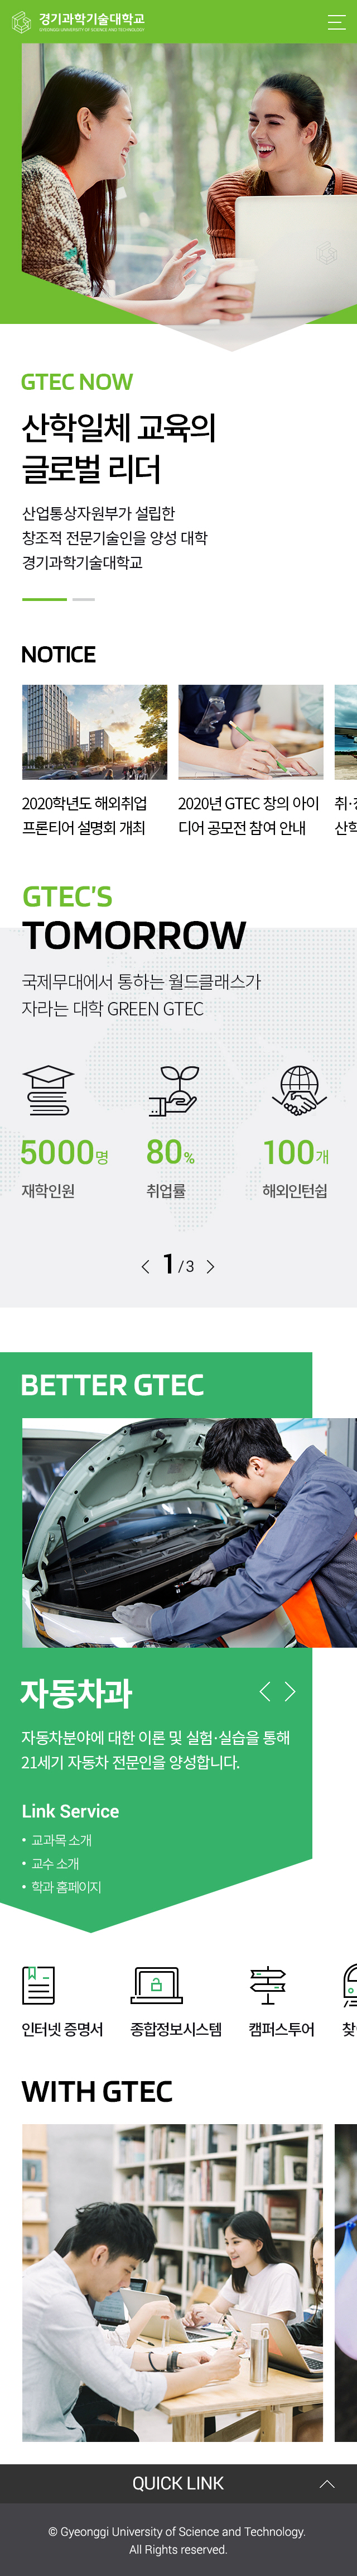 경기과학기술대학교
GYEONGGI UNIVERSITY OF SCIENCE AND TECHNOLOGY
GTEC NOW
산학일체 교육의
글로벌 리더
산업통상자원부가 설립한
창조적 전문기술인을 양성 대학
경기과학기술대학교
NOTICE
2020학년도 해외취업
프론티어 설명회 개최
2020년 GTEC 창의 아이
디어 공모전 참여 안내
취·
산학
GTEC'S
TOMORROW
국제무대에서 통하는 월드클래스가
자라는 대학 GREEN GTEC
5000명
재학인원
80%
취업률
100개
해외인턴쉽
1/3
BETTER GTEC
자동차과
자동차분야에 대한 이론 및 실험·실습을 통해
21세기 자동차 전문인을 양성합니다.
Link Service
• 교과목 소개
• 교수 소개
• 학과 홈페이지
인터넷 증명서
종합정보시스템
캠퍼스투어
WITH GTEC
QUICK LINK
© Gyeonggi University of Science and Technology.
All Rights reserved.